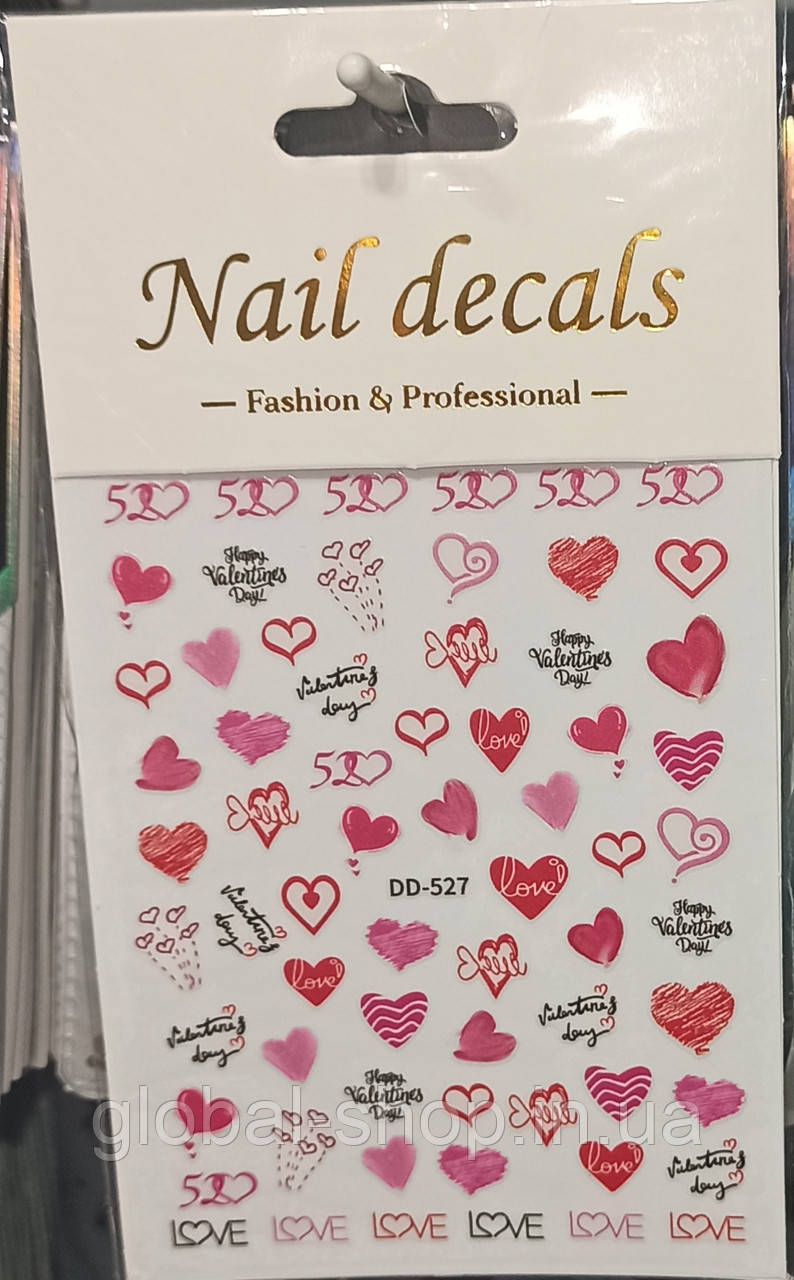 Nail decals
— Fashion & Professional —
520 520 520 520 520 520
Happy
Valentines
Day!
Happy
Valentines
Day!
Valentine's
day
love
520
DD-527
love
Valentine's
day
Happy
Valentines
Day!
love
Valentine's
day
Valentine's
day
Happy
Valentines
Day!
global-shop.in.ua
love
Valentine's
day
520
LOVE LOVE LOVE LOVE LOVE LOVE